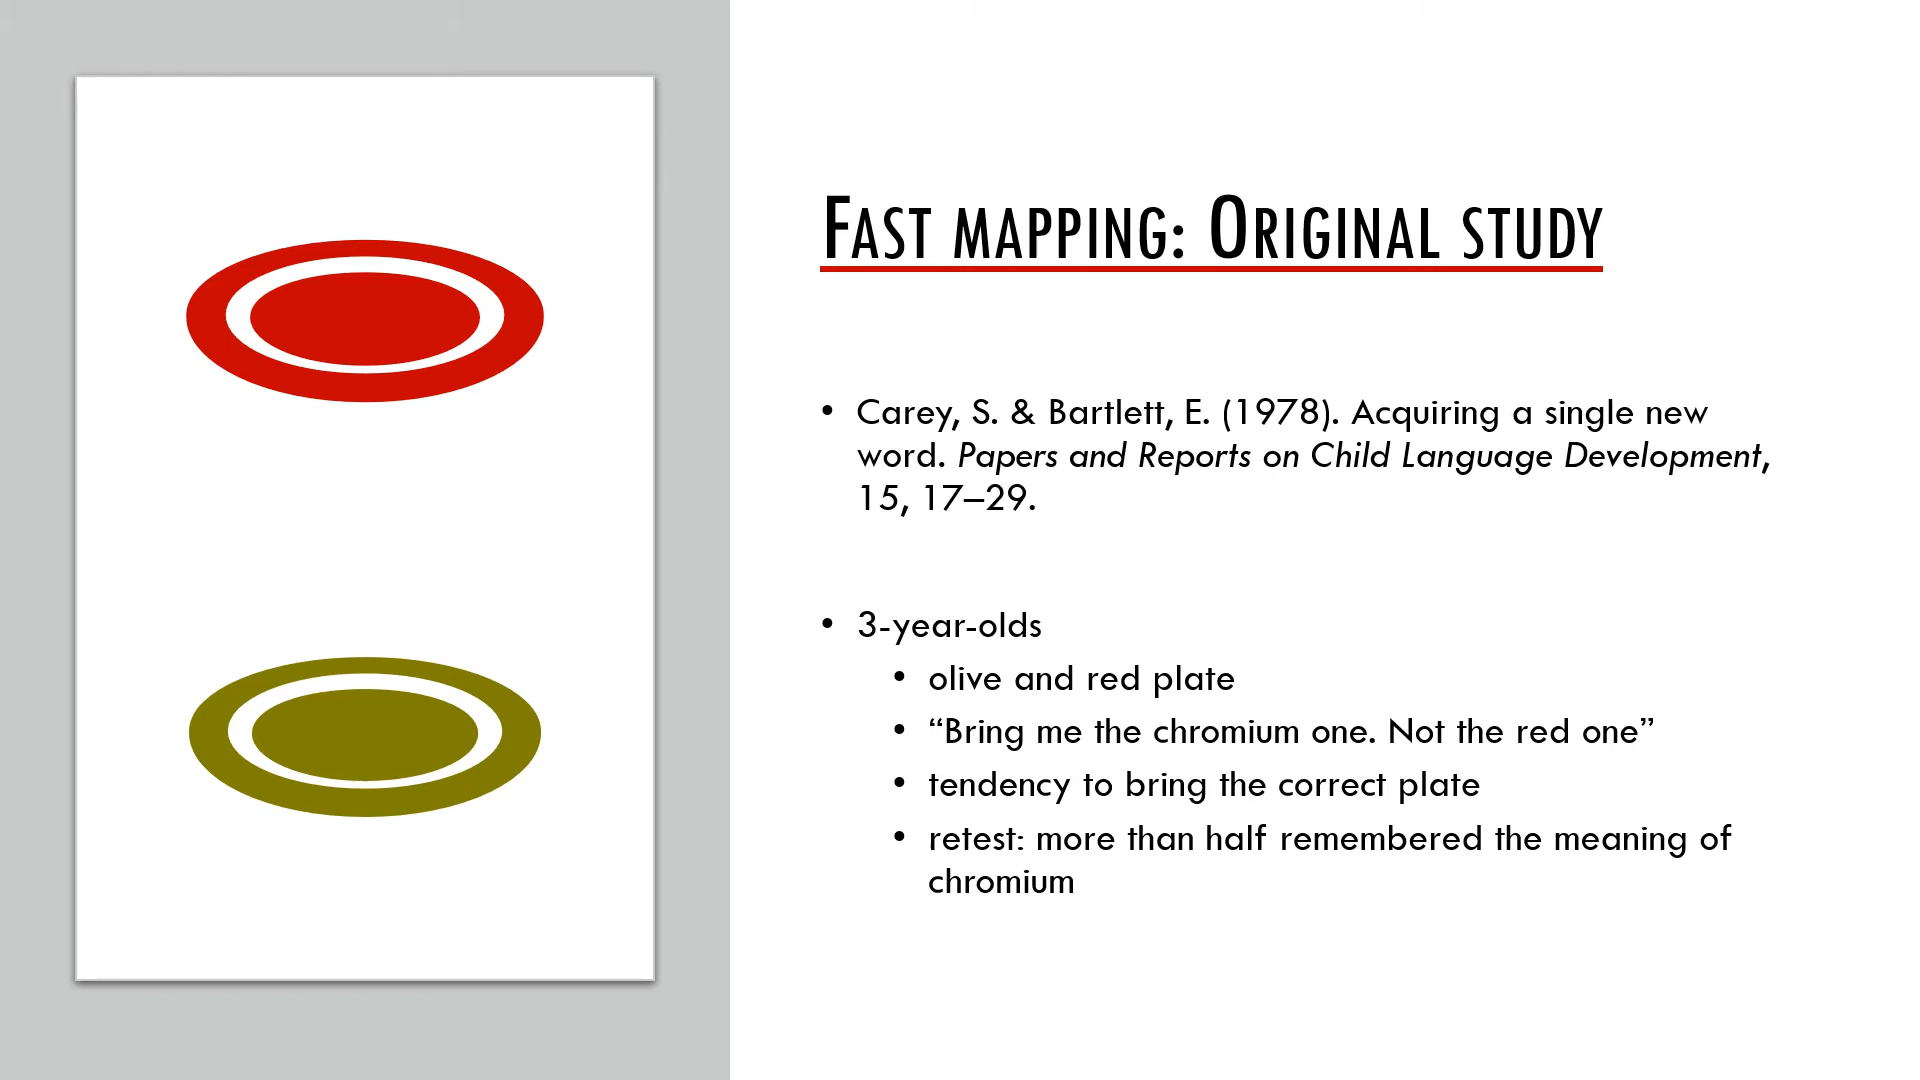 Fast mapping: Original study
• Carey, S. & Bartlett, E. (1978). Acquiring a single new
word. Papers and Reports on Child Language Development,
15, 17–29.
• 3-year-olds
• olive and red plate
• “Bring me the chromium one. Not the red one”
• tendency to bring the correct plate
• retest: more than half remembered the meaning of
chromium